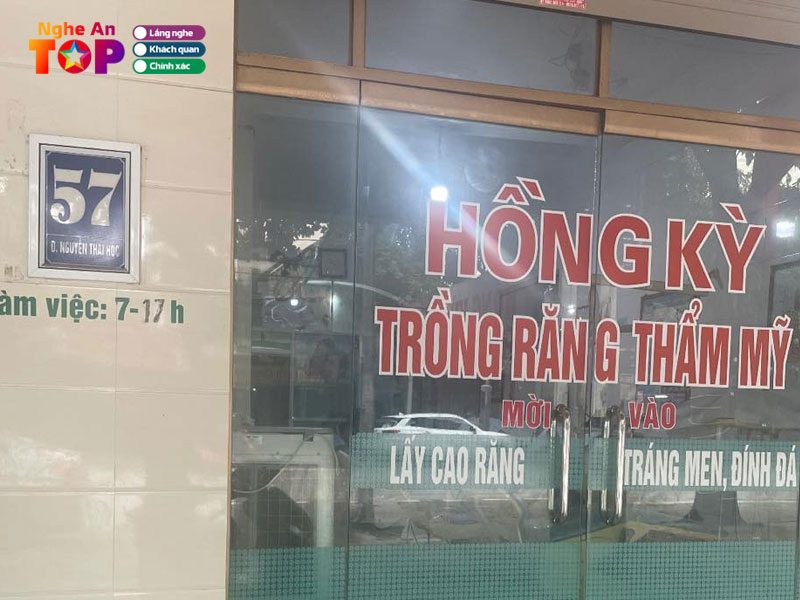 Nghe An
TOP
Lắng nghe
Khách quan
Chính xác
57
Đ. NGUYỄN THÁI HỌC
àm việc: 7-17h
HỒNG KỲ
TRỒNG RĂNG THẨM MỸ
MỜI VÀO
LẤY CAO RĂNG
TRÁNG MEN, ĐÍNH ĐÁ